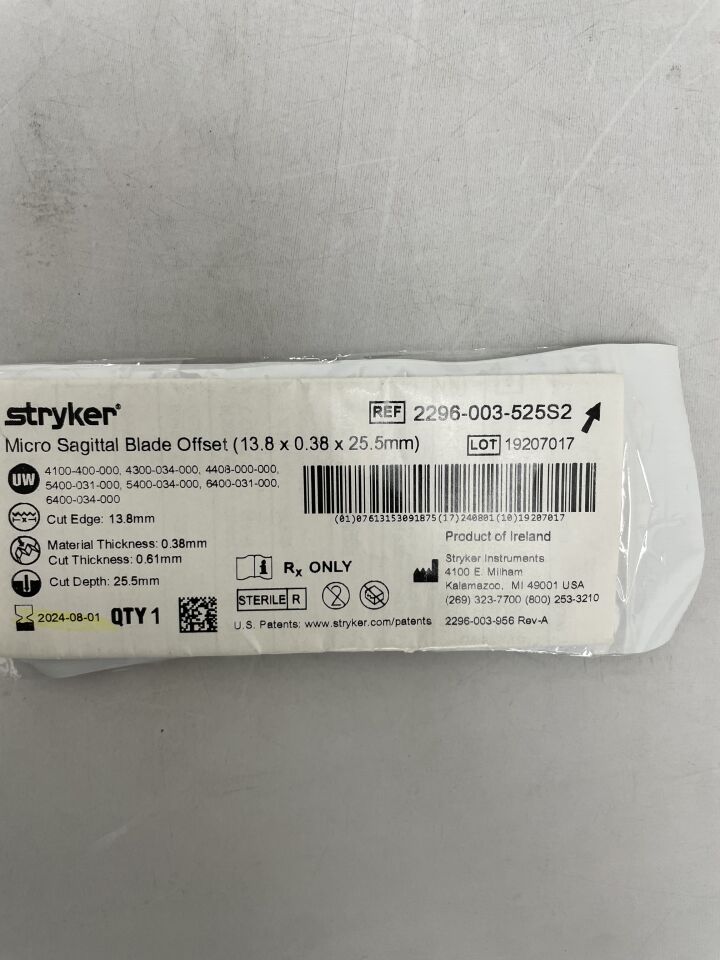 stryker®
REF 2296-003-525S2
Micro Sagittal Blade Offset (13.8 x 0.38 x 25.5mm)
LOT 19207017
UW
4100-400-000, 4300-034-000, 4408-000-000,
5400-031-000, 5400-034-000, 6400-031-000,
6400-034-000
(01)07613153091875(17)240801(10)19207017
Cut Edge: 13.8mm
Material Thickness: 0.38mm
Cut Thickness: 0.61mm
Cut Depth: 25.5mm
2024-08-01 QTY 1
Rx ONLY
STERILE R
2
U.S. Patents: www.stryker.com/patents
Product of Ireland
Stryker Instruments
4100 E. Milham
Kalamazoo, MI 49001 USA
(269) 323-7700 (800) 253-3210
2296-003-956 Rev-A